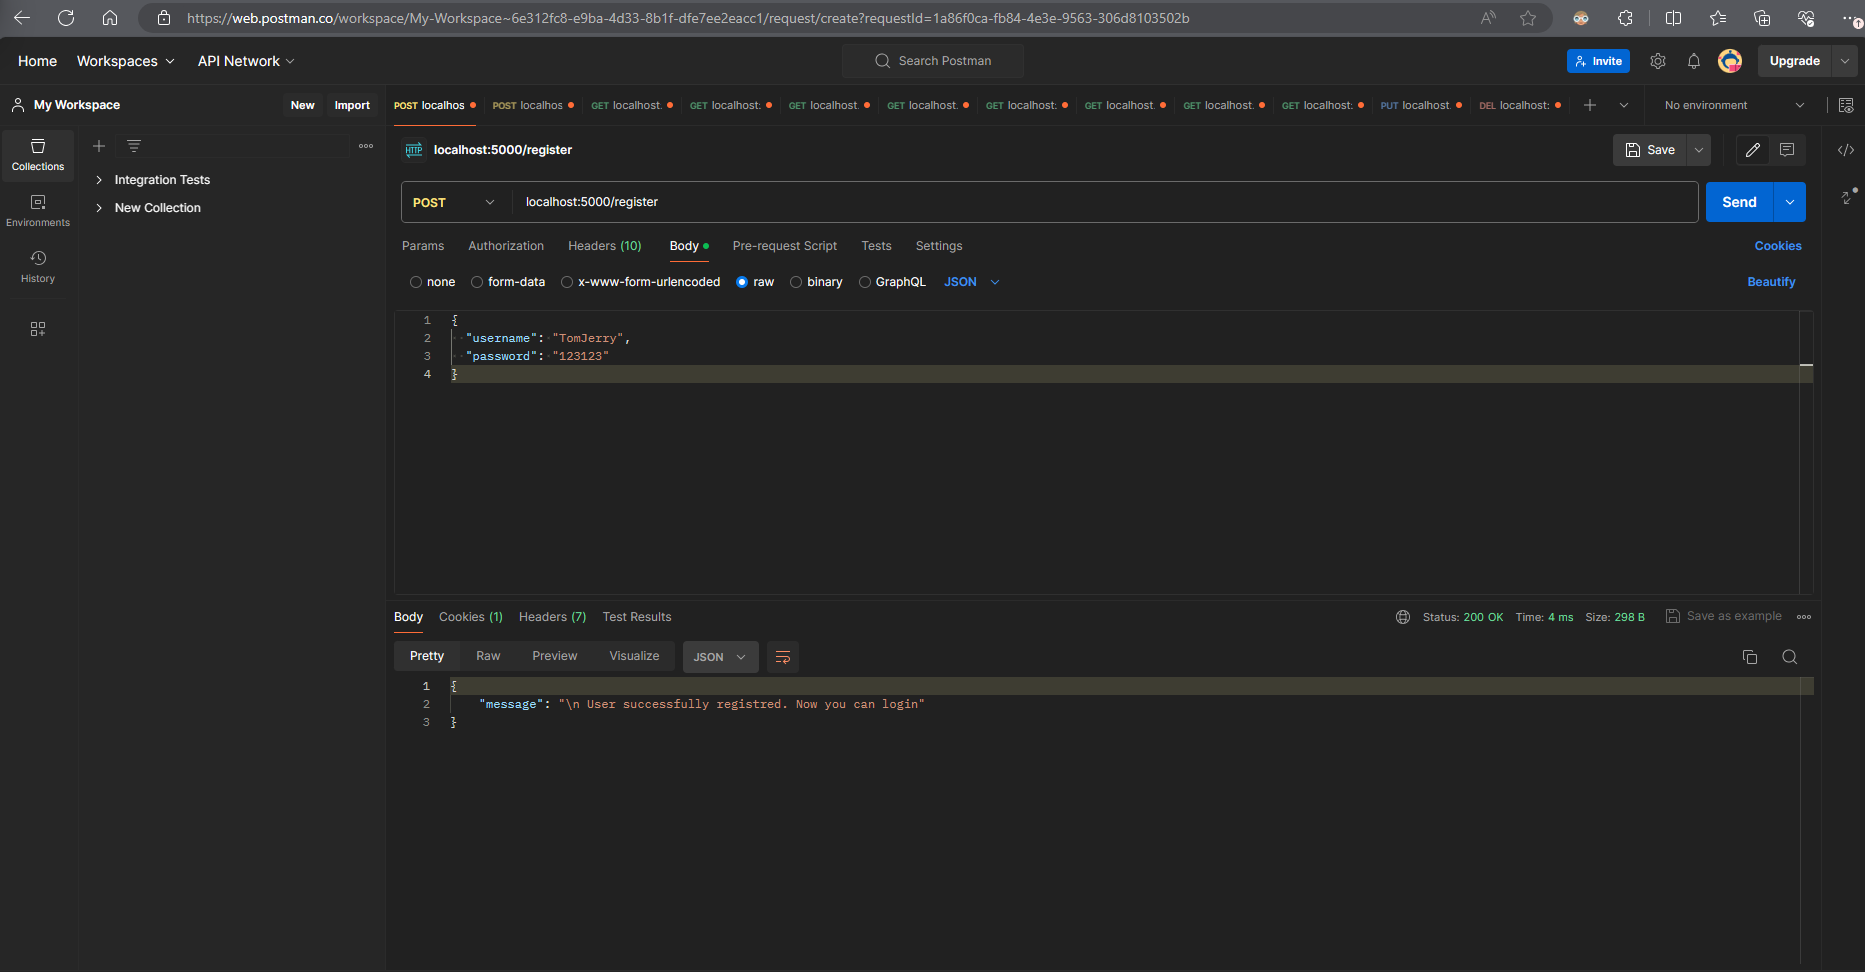 https://web.postman.co/workspace/My-Workspace~6e312fc8-e9ba-4d33-8b1f-dfe7ee2eacc1/request/create?requestId=1a86f0ca-fb84-4e3e-9563-306d8103502b
Home Workspaces API Network Search Postman Invite Upgrade
My Workspace New Import POST localhos POST localhos GET localhost. GET localhost: GET localhost. GET localhost. GET localhost: GET localhost. GET localhost. GET localhost: PUT localhost. DEL localhost: No environment
Collections
Environments
History
Integration Tests
New Collection
HTTP localhost:5000/register Save
POST localhost:5000/register Send
Params Authorization Headers (10) Body Pre-request Script Tests Settings Cookies
none form-data x-www-form-urlencoded raw binary GraphQL JSON Beautify
1 {
2 "username": "TomJerry",
3 "password": "123123"
4 }
Body Cookies (1) Headers (7) Test Results Status: 200 OK Time: 4 ms Size: 298 B Save as example
Pretty Raw Preview Visualize JSON
1 {
2 "message": "\n User successfully registred. Now you can login"
3 }